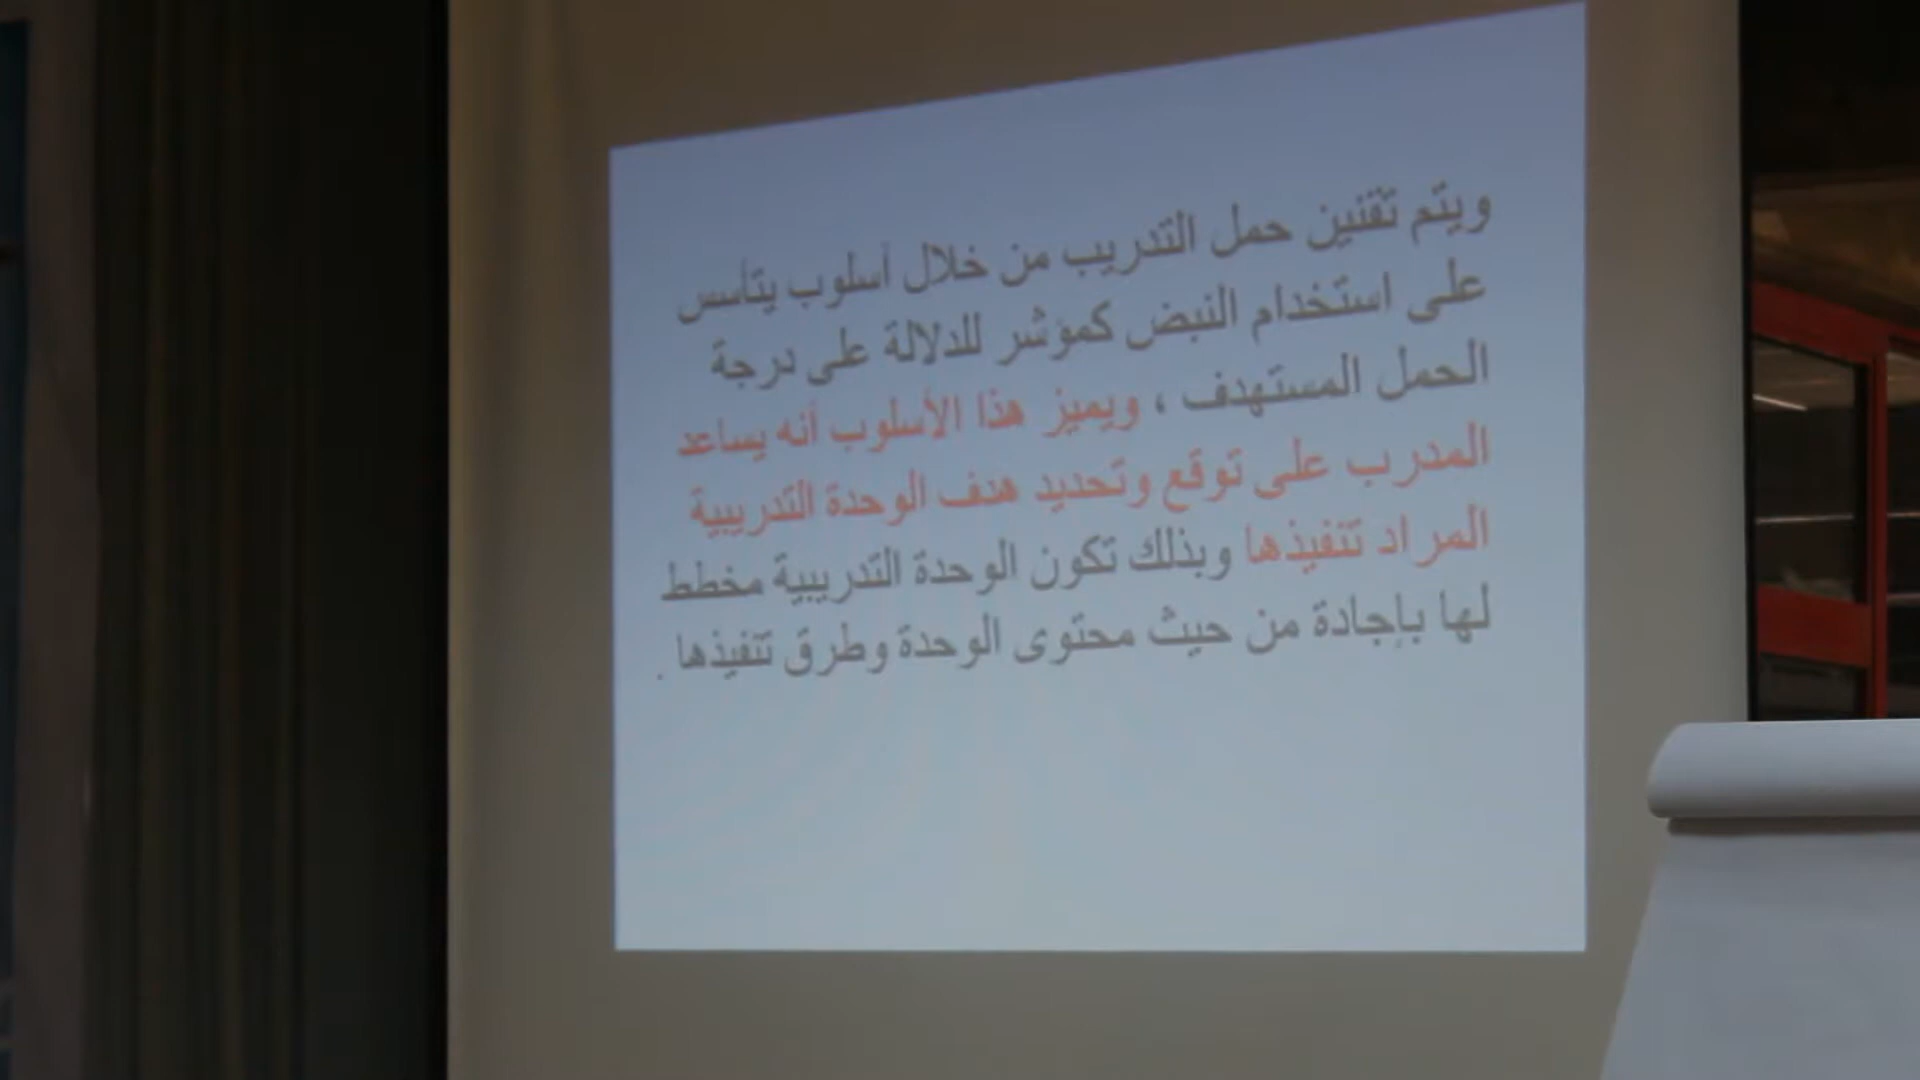 ويتم تقنين حمل التدريب من خلال أسلوب يتأسس
على استخدام النبض كمؤشر للدلالة على درجة
الحمل المستهدف ، ويميز هذا الأسلوب أنه يساعد
المدرب على توقع وتحديد هدف الوحدة التدريبية
المراد تنفيذها وبذلك تكون الوحدة التدريبية مخطط
لها بإجادة من حيث محتوى الوحدة وطرق تنفيذها .